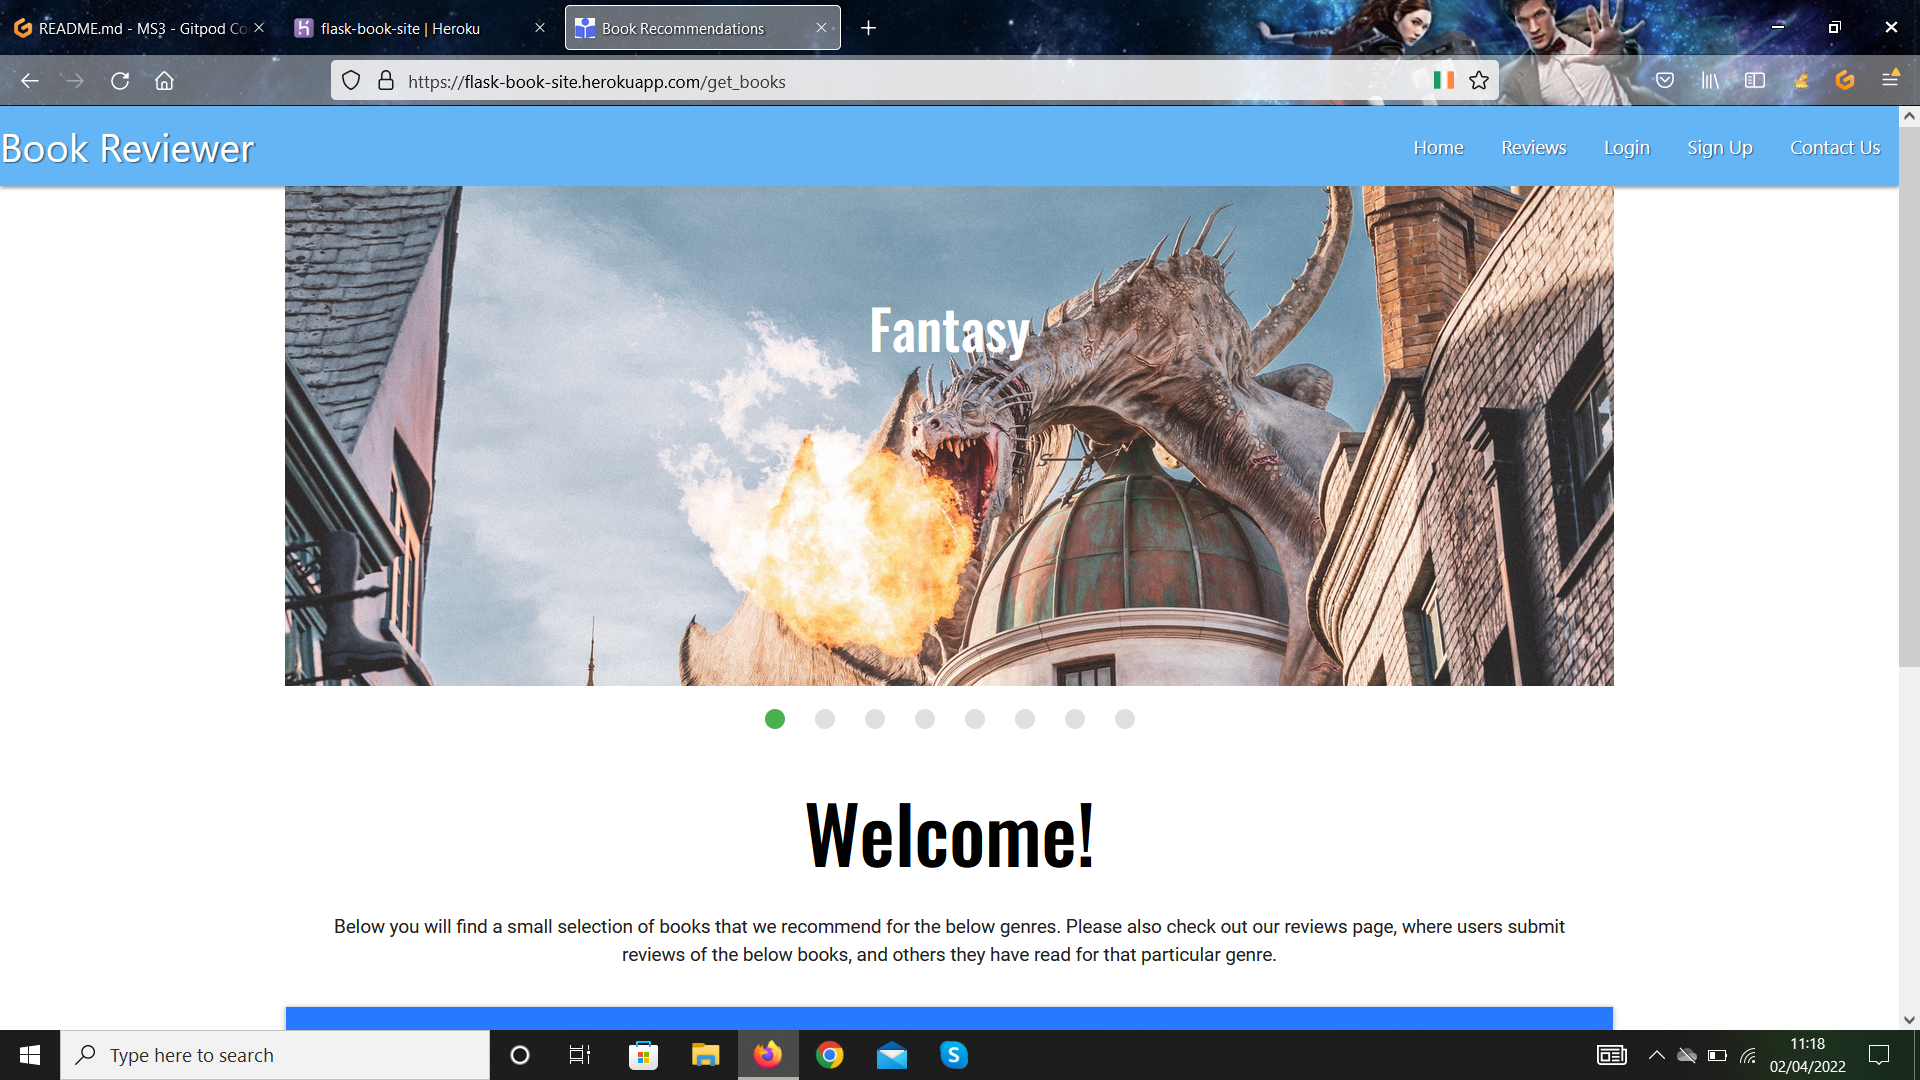 README.md - MS3 - Gitpod Co
flask-book-site | Heroku
Book Recommendations
https://flask-book-site.herokuapp.com/get_books
Book Reviewer
Home
Reviews
Login
Sign Up
Contact Us
Fantasy
Welcome!
Below you will find a small selection of books that we recommend for the below genres. Please also check out our reviews page, where users submit
reviews of the below books, and others they have read for that particular genre.
Type here to search
11:18
02/04/2022